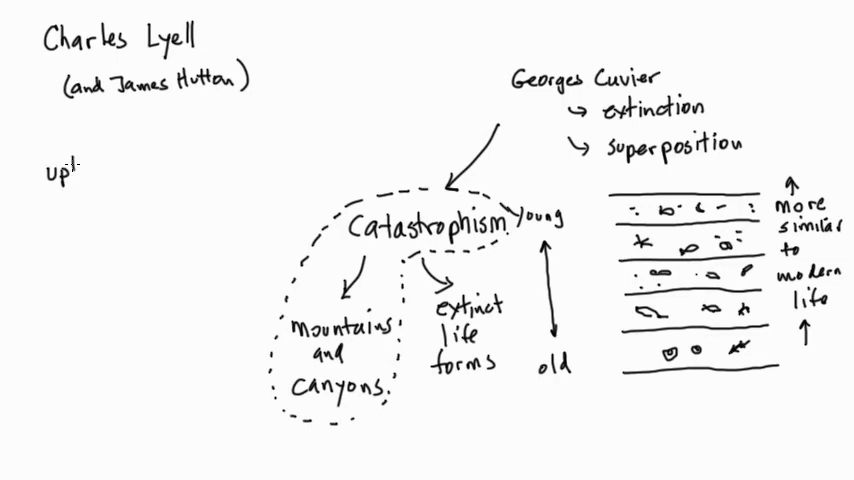 Charles Lyell
(and James Hutton)
Georges Cuvier
↳ extinction
↳ superposition
up
Catastrophism
young
mountains
and
canyons
extinct
life
forms
old
more
similar
to
modern
life